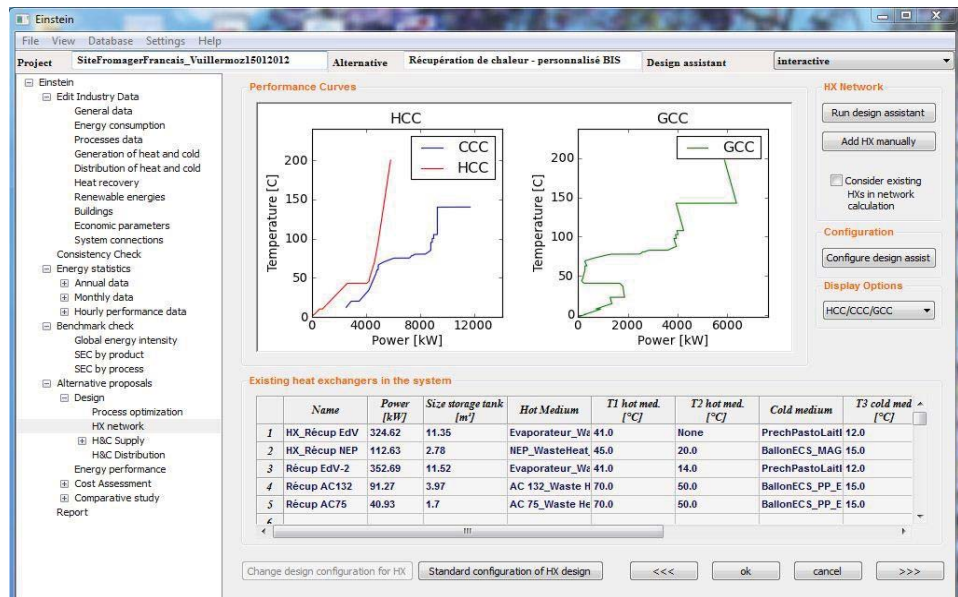 Einstein
File View Database Settings Help
Project SiteFromagerFrancais_Vuillermoz15012012 Alternative Récupération de chaleur - personnalisé BIS Design assistant interactive
Einstein
Edit Industry Data
General data
Energy consumption
Processes data
Generation of heat and cold
Distribution of heat and cold
Heat recovery
Renewable energies
Buildings
Economic parameters
System connections
Consistency Check
Energy statistics
Annual data
Monthly data
Hourly performance data
Benchmark check
Global energy intensity
SEC by product
SEC by process
Alternative proposals
Design
Process optimization
HX network
H&C Supply
H&C Distribution
Energy performance
Cost Assessment
Comparative study
Report
Performance Curves
HCC
CCC
HCC
Temperature [C]
200
150
100
50
0
0 4000 8000 12000
Power [kW]
GCC
GCC
Temperature [C]
200
150
100
50
0
0 2000 4000 6000
Power [kW]
HX Network
Run design assistant
Add HX manually
Consider existing
HXs in network
calculation
Configuration
Configure design assist
Display Options
HCC/CCC/GCC
Existing heat exchangers in the system
Name Power [kW] Size storage tank [m³] Hot Medium T1 hot med. [°C] T2 hot med. [°C] Cold medium T3 cold med [°C]
1 HX_Récup EdV 324.62 11.35 Evaporateur_Wa 41.0 None PrechPastoLaitl 12.0
2 HX_Récup NEP 112.63 2.78 NEP_WasteHeat_ 45.0 20.0 BallonECS_MAG 15.0
3 Récup EdV-2 352.69 11.52 Evaporateur_Wa 41.0 14.0 PrechPastoLaitl 12.0
4 Récup AC132 91.27 3.97 AC 132_Waste H 70.0 50.0 BallonECS_PP_E 15.0
5 Récup AC75 40.93 1.7 AC 75_Waste He 70.0 50.0 BallonECS_PP_E 15.0
6
Change design configuration for HX Standard configuration of HX design <<< ok cancel >>>